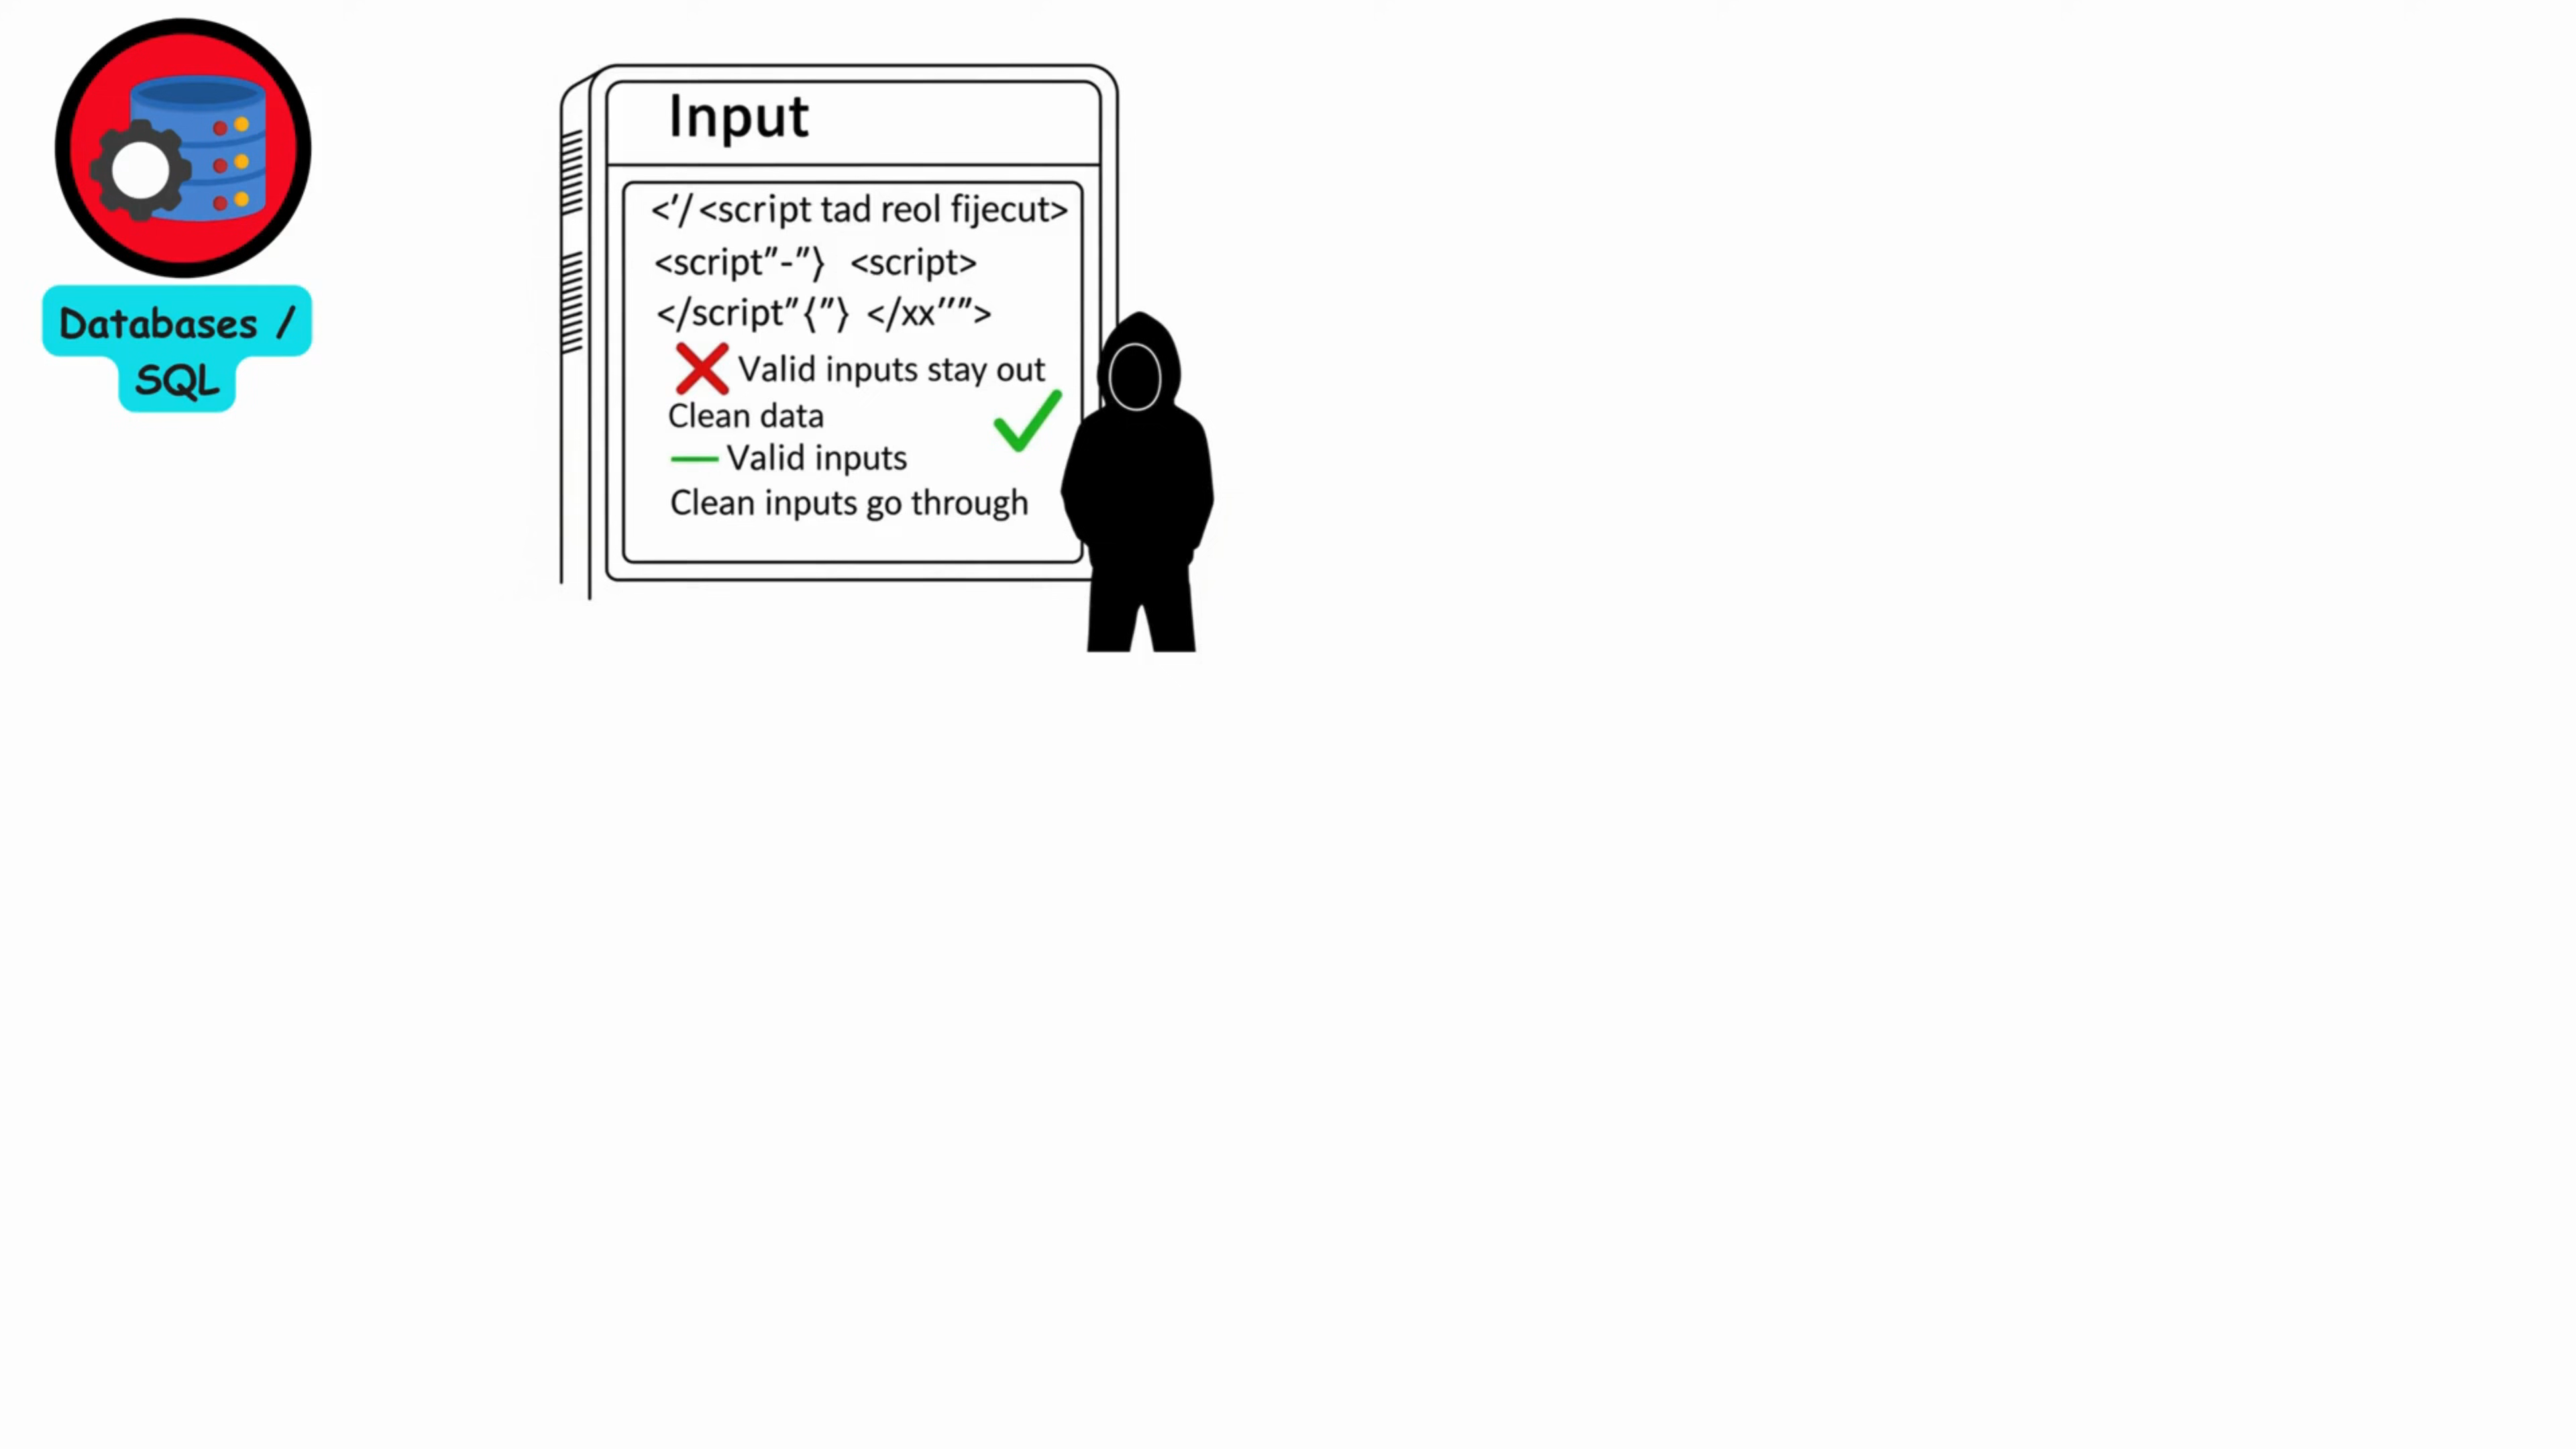 Databases /
SQL
Input
<'/ <script tad reol fijecut>
<script"-"} <script>
</script"{"} </xx'''">
Valid inputs stay out
Clean data
Valid inputs
Clean inputs go through